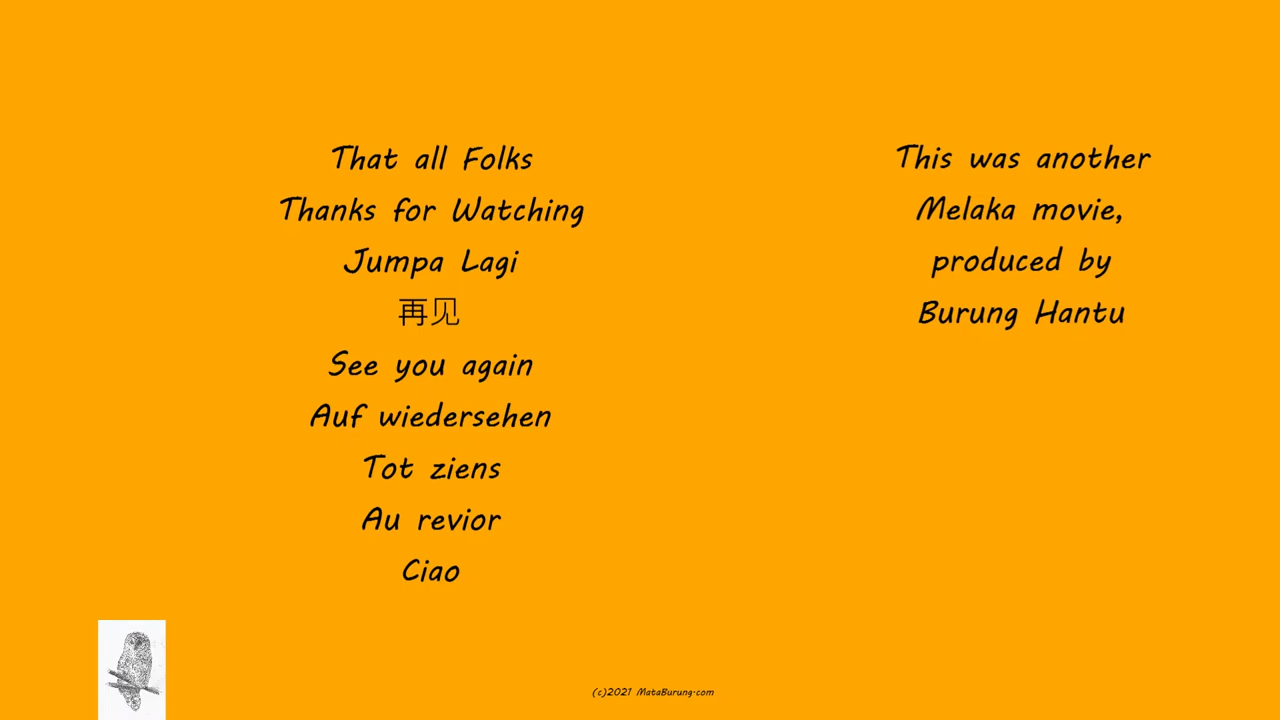 That all Folks
Thanks for Watching
Jumpa Lagi
再见
See you again
Auf wiedersehen
Tot ziens
Au revior
Ciao
This was another
Melaka movie,
produced by
Burung Hantu
(c)2021 MataBurung.com